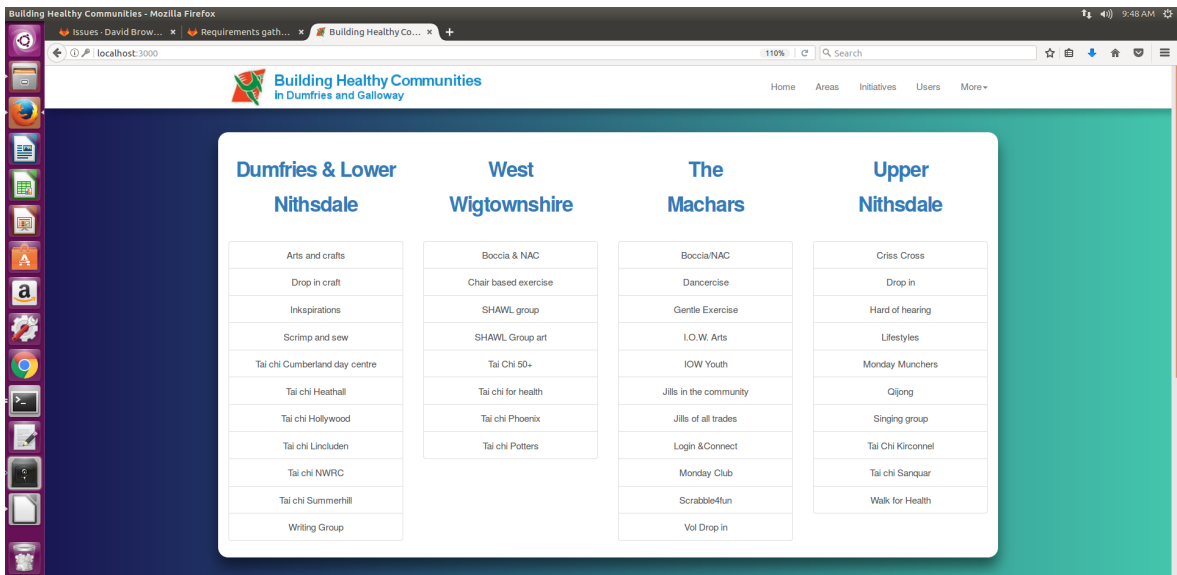 Building Healthy Communities - Mozilla Firefox
9:48 AM
Issues · David Brow... ×
Requirements gath... ×
Building Healthy Co... ×
localhost:3000
110%
Search
Building Healthy Communities
in Dumfries and Galloway
Home
Areas
Initiatives
Users
More
Dumfries & Lower
Nithsdale
Arts and crafts
Drop in craft
Inkspirations
Scrimp and sew
Tai chi Cumberland day centre
Tai chi Heathall
Tai chi Hollywood
Tai chi Lincluden
Tai chi NWRC
Tai chi Summerhill
Writing Group
West
Wigtownshire
Boccia & NAC
Chair based exercise
SHAWL group
SHAWL Group art
Tai Chi 50+
Tai chi for health
Tai chi Phoenix
Tai chi Potters
The
Machars
Boccia/NAC
Dancercise
Gentle Exercise
I.O.W. Arts
IOW Youth
Jills in the community
Jills of all trades
Login &Connect
Monday Club
Scrabble4fun
Vol Drop in
Upper
Nithsdale
Criss Cross
Drop in
Hard of hearing
Lifestyles
Monday Munchers
Qijong
Singing group
Tai Chi Kirconnel
Tai chi Sanquar
Walk for Health